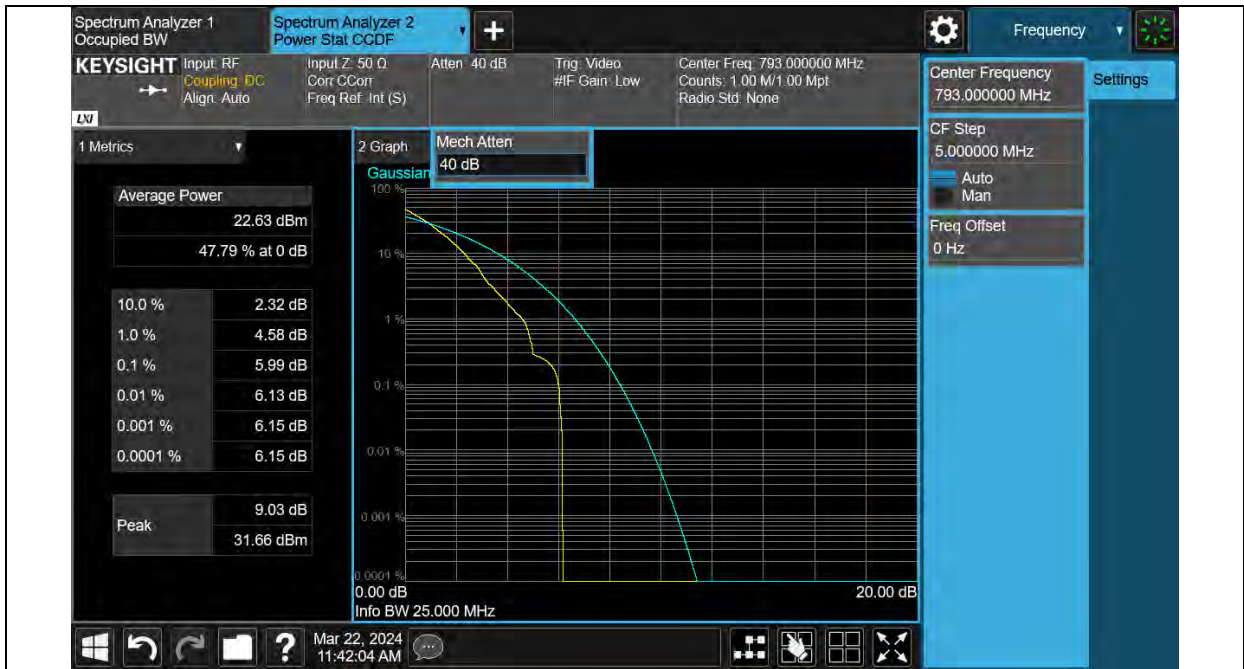 Spectrum Analyzer 1
Occupied BW
Spectrum Analyzer 2
Power Stat CCDF
+
Frequency
KEYSIGHT
LXI
Input: RF
Coupling: DC
Align: Auto
Input Z: 50 Ω
Corr CCorr
Freq Ref: Int (S)
Atten: 40 dB
Trig: Video
#IF Gain: Low
Center Freq: 793.000000 MHz
Counts: 1.00 M/1.00 Mpt
Radio Std: None
Center Frequency
793.000000 MHz
Settings
CF Step
5.000000 MHz
Auto
Man
Freq Offset
0 Hz
1 Metrics
Average Power
22.63 dBm
47.79 % at 0 dB
10.0 % 2.32 dB
1.0 % 4.58 dB
0.1 % 5.99 dB
0.01 % 6.13 dB
0.001 % 6.15 dB
0.0001 % 6.15 dB
Peak
9.03 dB
31.66 dBm
2 Graph
Mech Atten
40 dB
Gaussian
100 %
10 %
1 %
0.1 %
0.01 %
0.001 %
0.0001 %
0.00 dB 20.00 dB
Info BW 25.000 MHz
?
Mar 22, 2024
11:42:04 AM